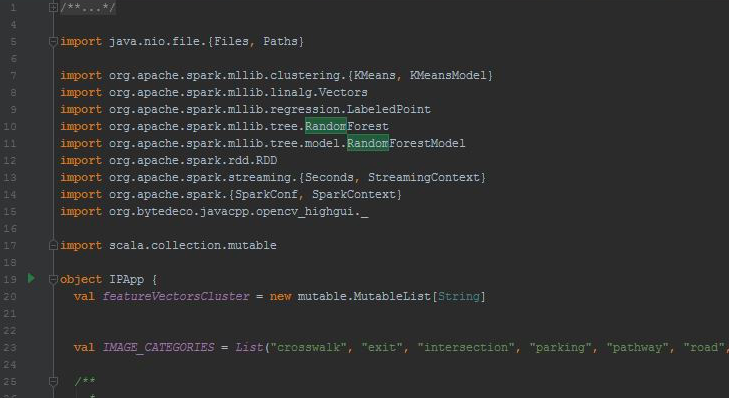 1 /**...*/
4
5 import java.nio.file.{Files, Paths}
6
7 import org.apache.spark.mllib.clustering.{KMeans, KMeansModel}
8 import org.apache.spark.mllib.linalg.Vectors
9 import org.apache.spark.mllib.regression.LabeledPoint
10 import org.apache.spark.mllib.tree.RandomForest
11 import org.apache.spark.mllib.tree.model.RandomForestModel
12 import org.apache.spark.rdd.RDD
13 import org.apache.spark.streaming.{Seconds, StreamingContext}
14 import org.apache.spark.{SparkConf, SparkContext}
15 import org.bytedeco.javacpp.opencv_highgui._
16
17 import scala.collection.mutable
18
19 object IPApp {
20 val featureVectorsCluster = new mutable.MutableList[String]
21
22
23 val IMAGE_CATEGORIES = List("crosswalk", "exit", "intersection", "parking", "pathway", "road",
24
25 /**